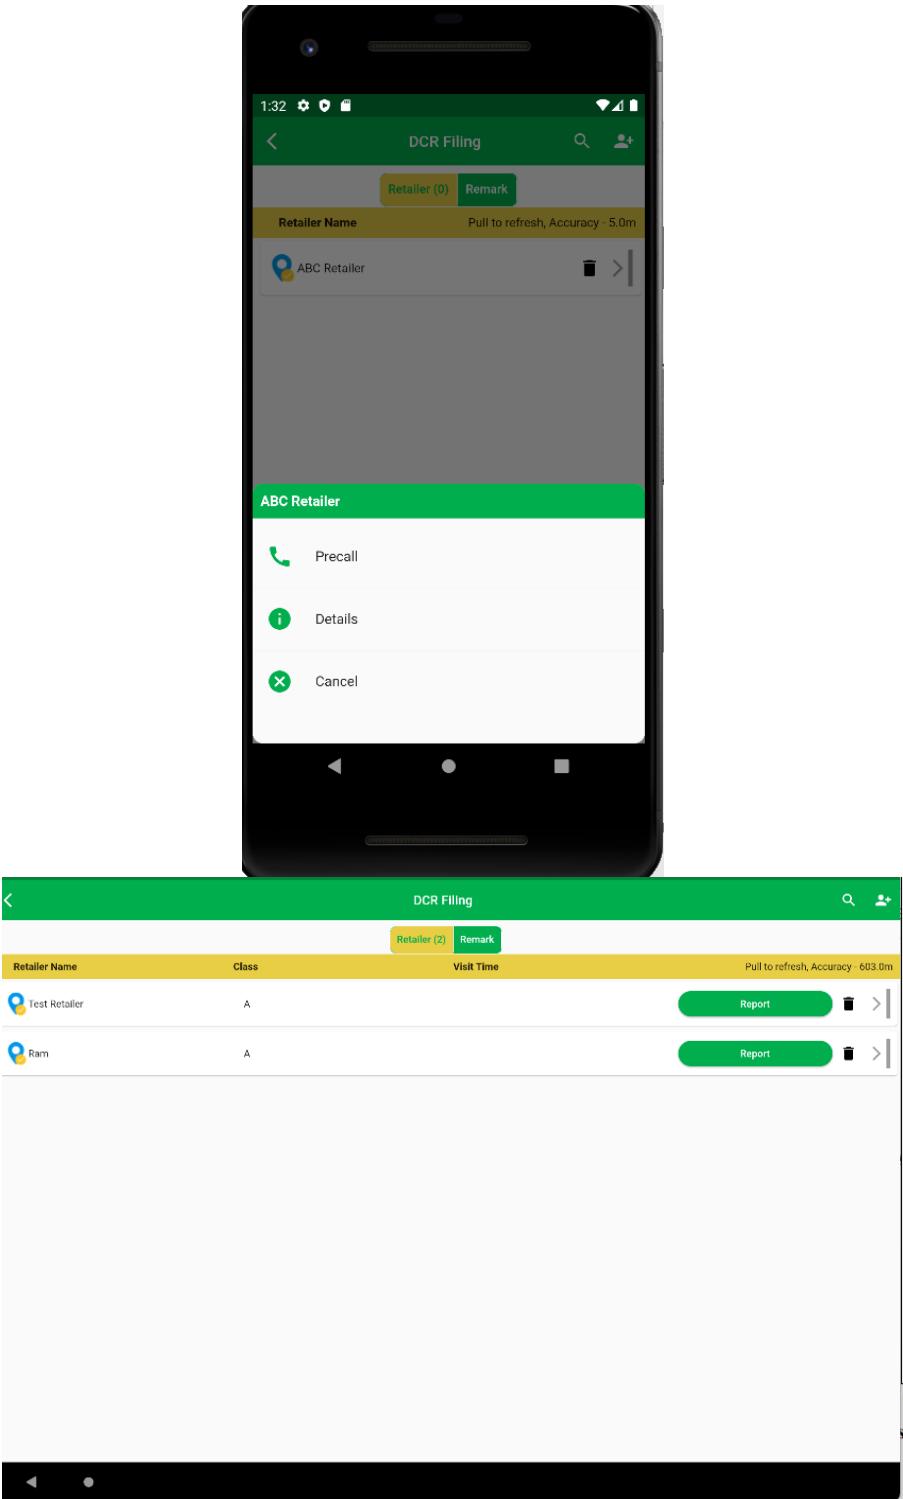 1:32
DCR Filing
Retailer (0) Remark
Retailer Name Pull to refresh, Accuracy - 5.0m
ABC Retailer
ABC Retailer
Precall
Details
Cancel
DCR Filing
Retailer (2) Remark
Retailer Name Class Visit Time Pull to refresh, Accuracy - 603.0m
Test Retailer A Report
Ram A Report